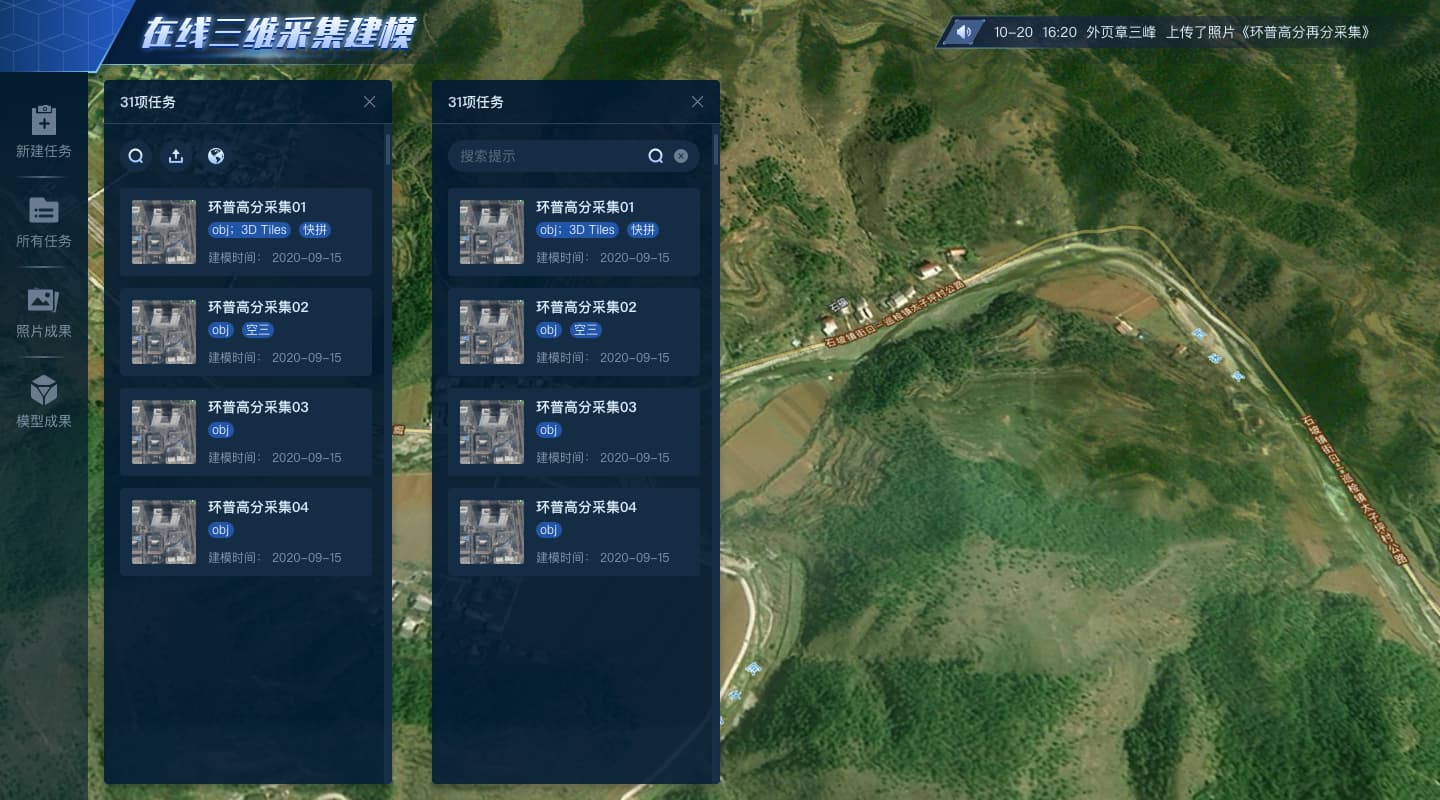 在线三维采集建模
10-20 16:20 外页章三峰 上传了照片《环普高分再分采集》
新建任务
所有任务
照片成果
模型成果
31项任务
环普高分采集01
obj；3D Tiles 快拼
建模时间： 2020-09-15
环普高分采集02
obj 空三
建模时间： 2020-09-15
环普高分采集03
obj
建模时间： 2020-09-15
环普高分采集04
obj
建模时间： 2020-09-15
31项任务
搜索提示
环普高分采集01
obj；3D Tiles 快拼
建模时间： 2020-09-15
环普高分采集02
obj 空三
建模时间： 2020-09-15
环普高分采集03
obj
建模时间： 2020-09-15
环普高分采集04
obj
建模时间： 2020-09-15